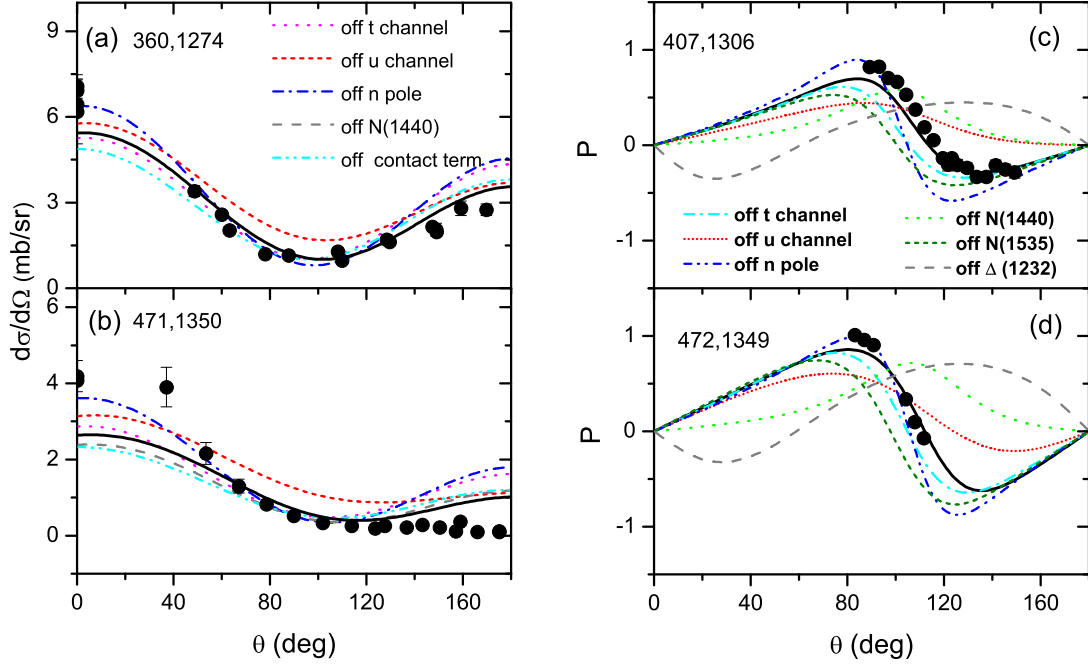 (a) 360,1274
off t channel
off u channel
off n pole
off N(1440)
off contact term
9
6
3
0
dσ/dΩ (mb/sr)
(b) 471,1350
6
4
2
0
0 40 80 120 160
θ (deg)
407,1306 (c)
1
0
-1
P
off t channel
off u channel
off n pole
off N(1440)
off N(1535)
off Δ (1232)
472,1349 (d)
1
0
-1
P
0 40 80 120 160
θ (deg)